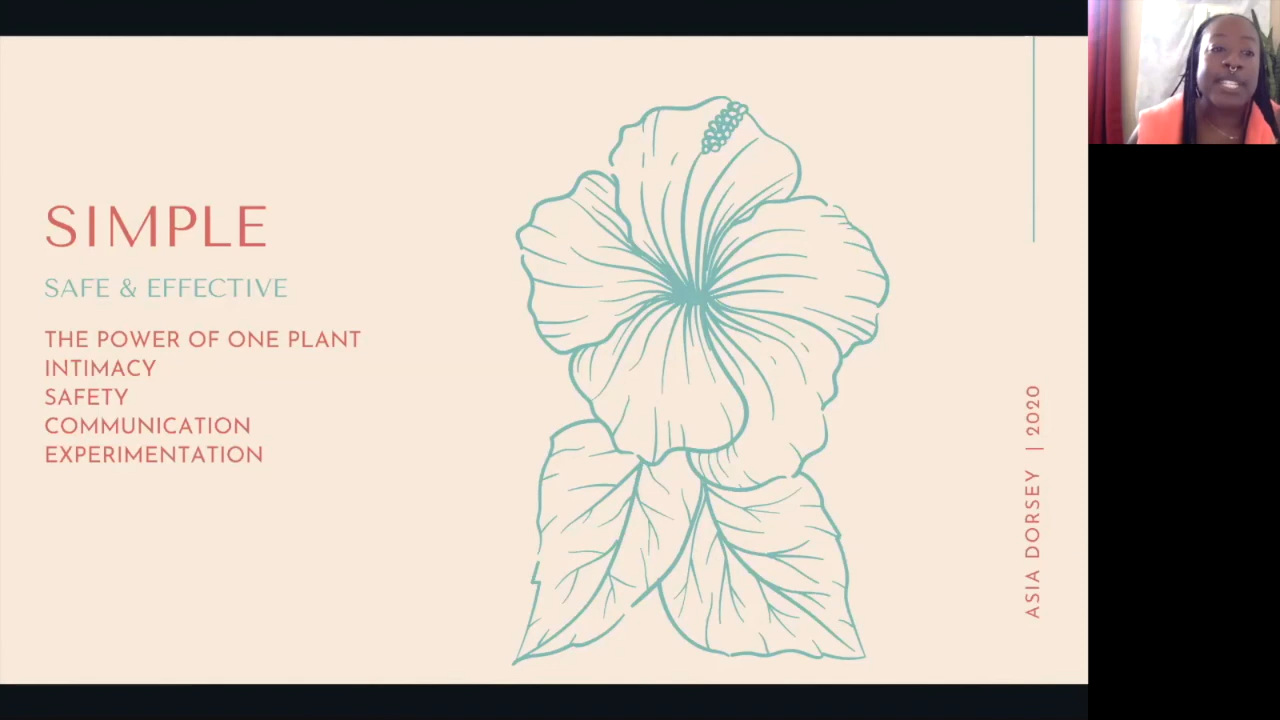 SIMPLE
SAFE & EFFECTIVE
THE POWER OF ONE PLANT
INTIMACY
SAFETY
COMMUNICATION
EXPERIMENTATION
ASIA DORSEY | 2020